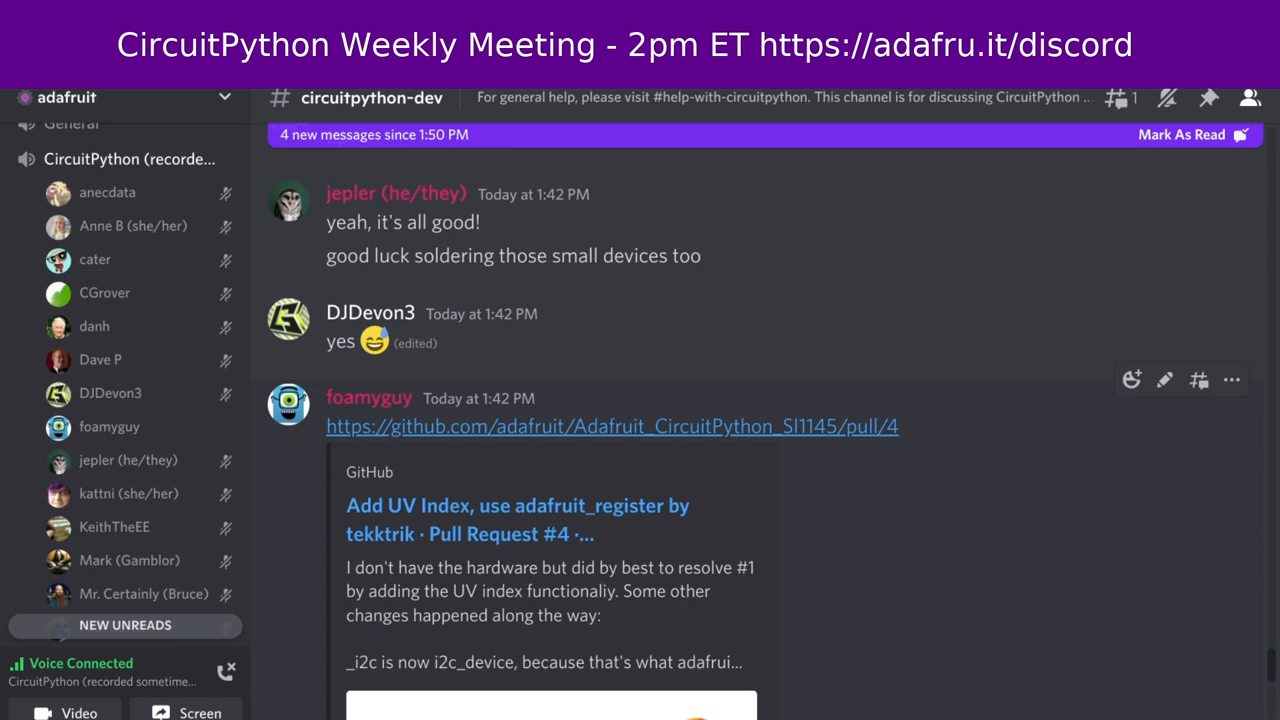 CircuitPython Weekly Meeting - 2pm ET https://adafru.it/discord
adafruit
circuitpython-dev
For general help, please visit #help-with-circuitpython. This channel is for discussing CircuitPython ...
1
General
4 new messages since 1:50 PM
Mark As Read
CircuitPython (recorde...
anecdata
Anne B (she/her)
cater
CGrover
danh
Dave P
DJDevon3
foamyguy
jepler (he/they)
kattni (she/her)
KeithTheEE
Mark (Gamblor)
Mr. Certainly (Bruce)
NEW UNREADS
Voice Connected
CircuitPython (recorded sometime...
Video
Screen
jepler (he/they) Today at 1:42 PM
yeah, it's all good!
good luck soldering those small devices too
DJDevon3 Today at 1:42 PM
yes 😅 (edited)
foamyguy Today at 1:42 PM
https://github.com/adafruit/Adafruit_CircuitPython_SI1145/pull/4
GitHub
Add UV Index, use adafruit_register by
tekktrik · Pull Request #4 ·...
I don't have the hardware but did by best to resolve #1
by adding the UV index functionaliy. Some other
changes happened along the way:
_i2c is now i2c_device, because that's what adafrui...